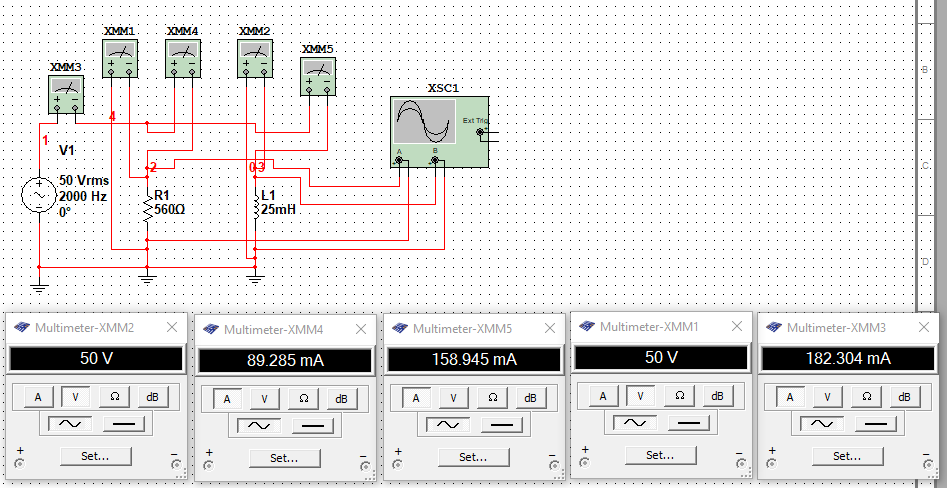 XMM1 XMM4 XMM2
XMM5
XMM3
XSC1
B
4
Ext Trig
+
1
V1
A B
2 0 3
C
50 Vrms
2000 Hz
0°
R1
560Ω
L1
25mH
D
Multimeter-XMM2
50 V
A V Ω dB
+ Set... −
Multimeter-XMM4
89.285 mA
A V Ω dB
+ Set... −
Multimeter-XMM5
158.945 mA
A V Ω dB
+ Set... −
Multimeter-XMM1
50 V
A V Ω dB
+ Set... −
Multimeter-XMM3
182.304 mA
A V Ω dB
+ Set... −